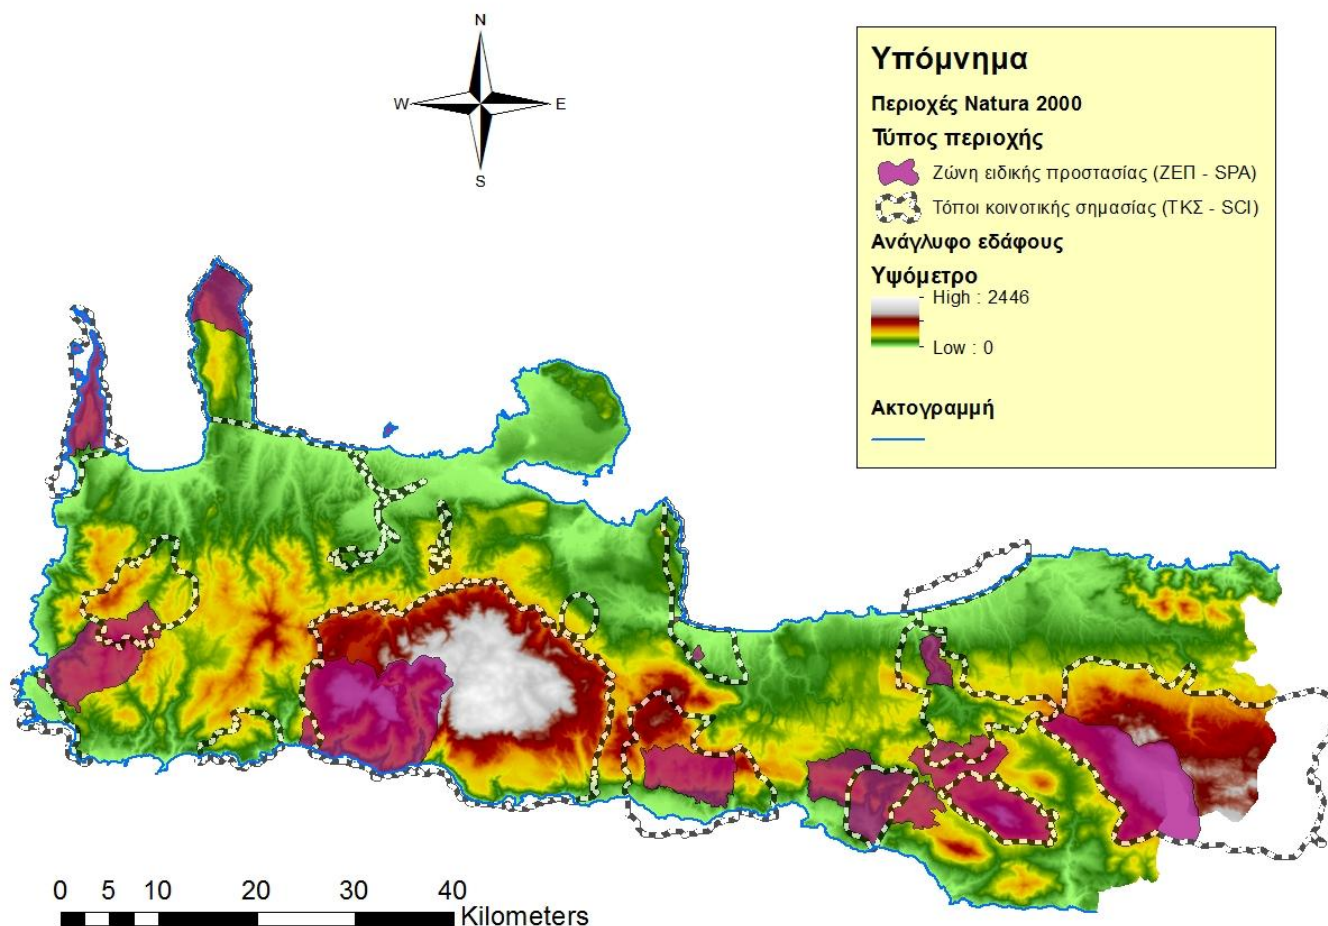 N
W
E
S
Υπόμνημα
Περιοχές Natura 2000
Τύπος περιοχής
Ζώνη ειδικής προστασίας (ΖΕΠ - SPA)
Τόποι κοινοτικής σημασίας (ΤΚΣ - SCI)
Ανάγλυφο εδάφους
Υψόμετρο
High : 2446
Low : 0
Ακτογραμμή
0 5 10 20 30 40
Kilometers